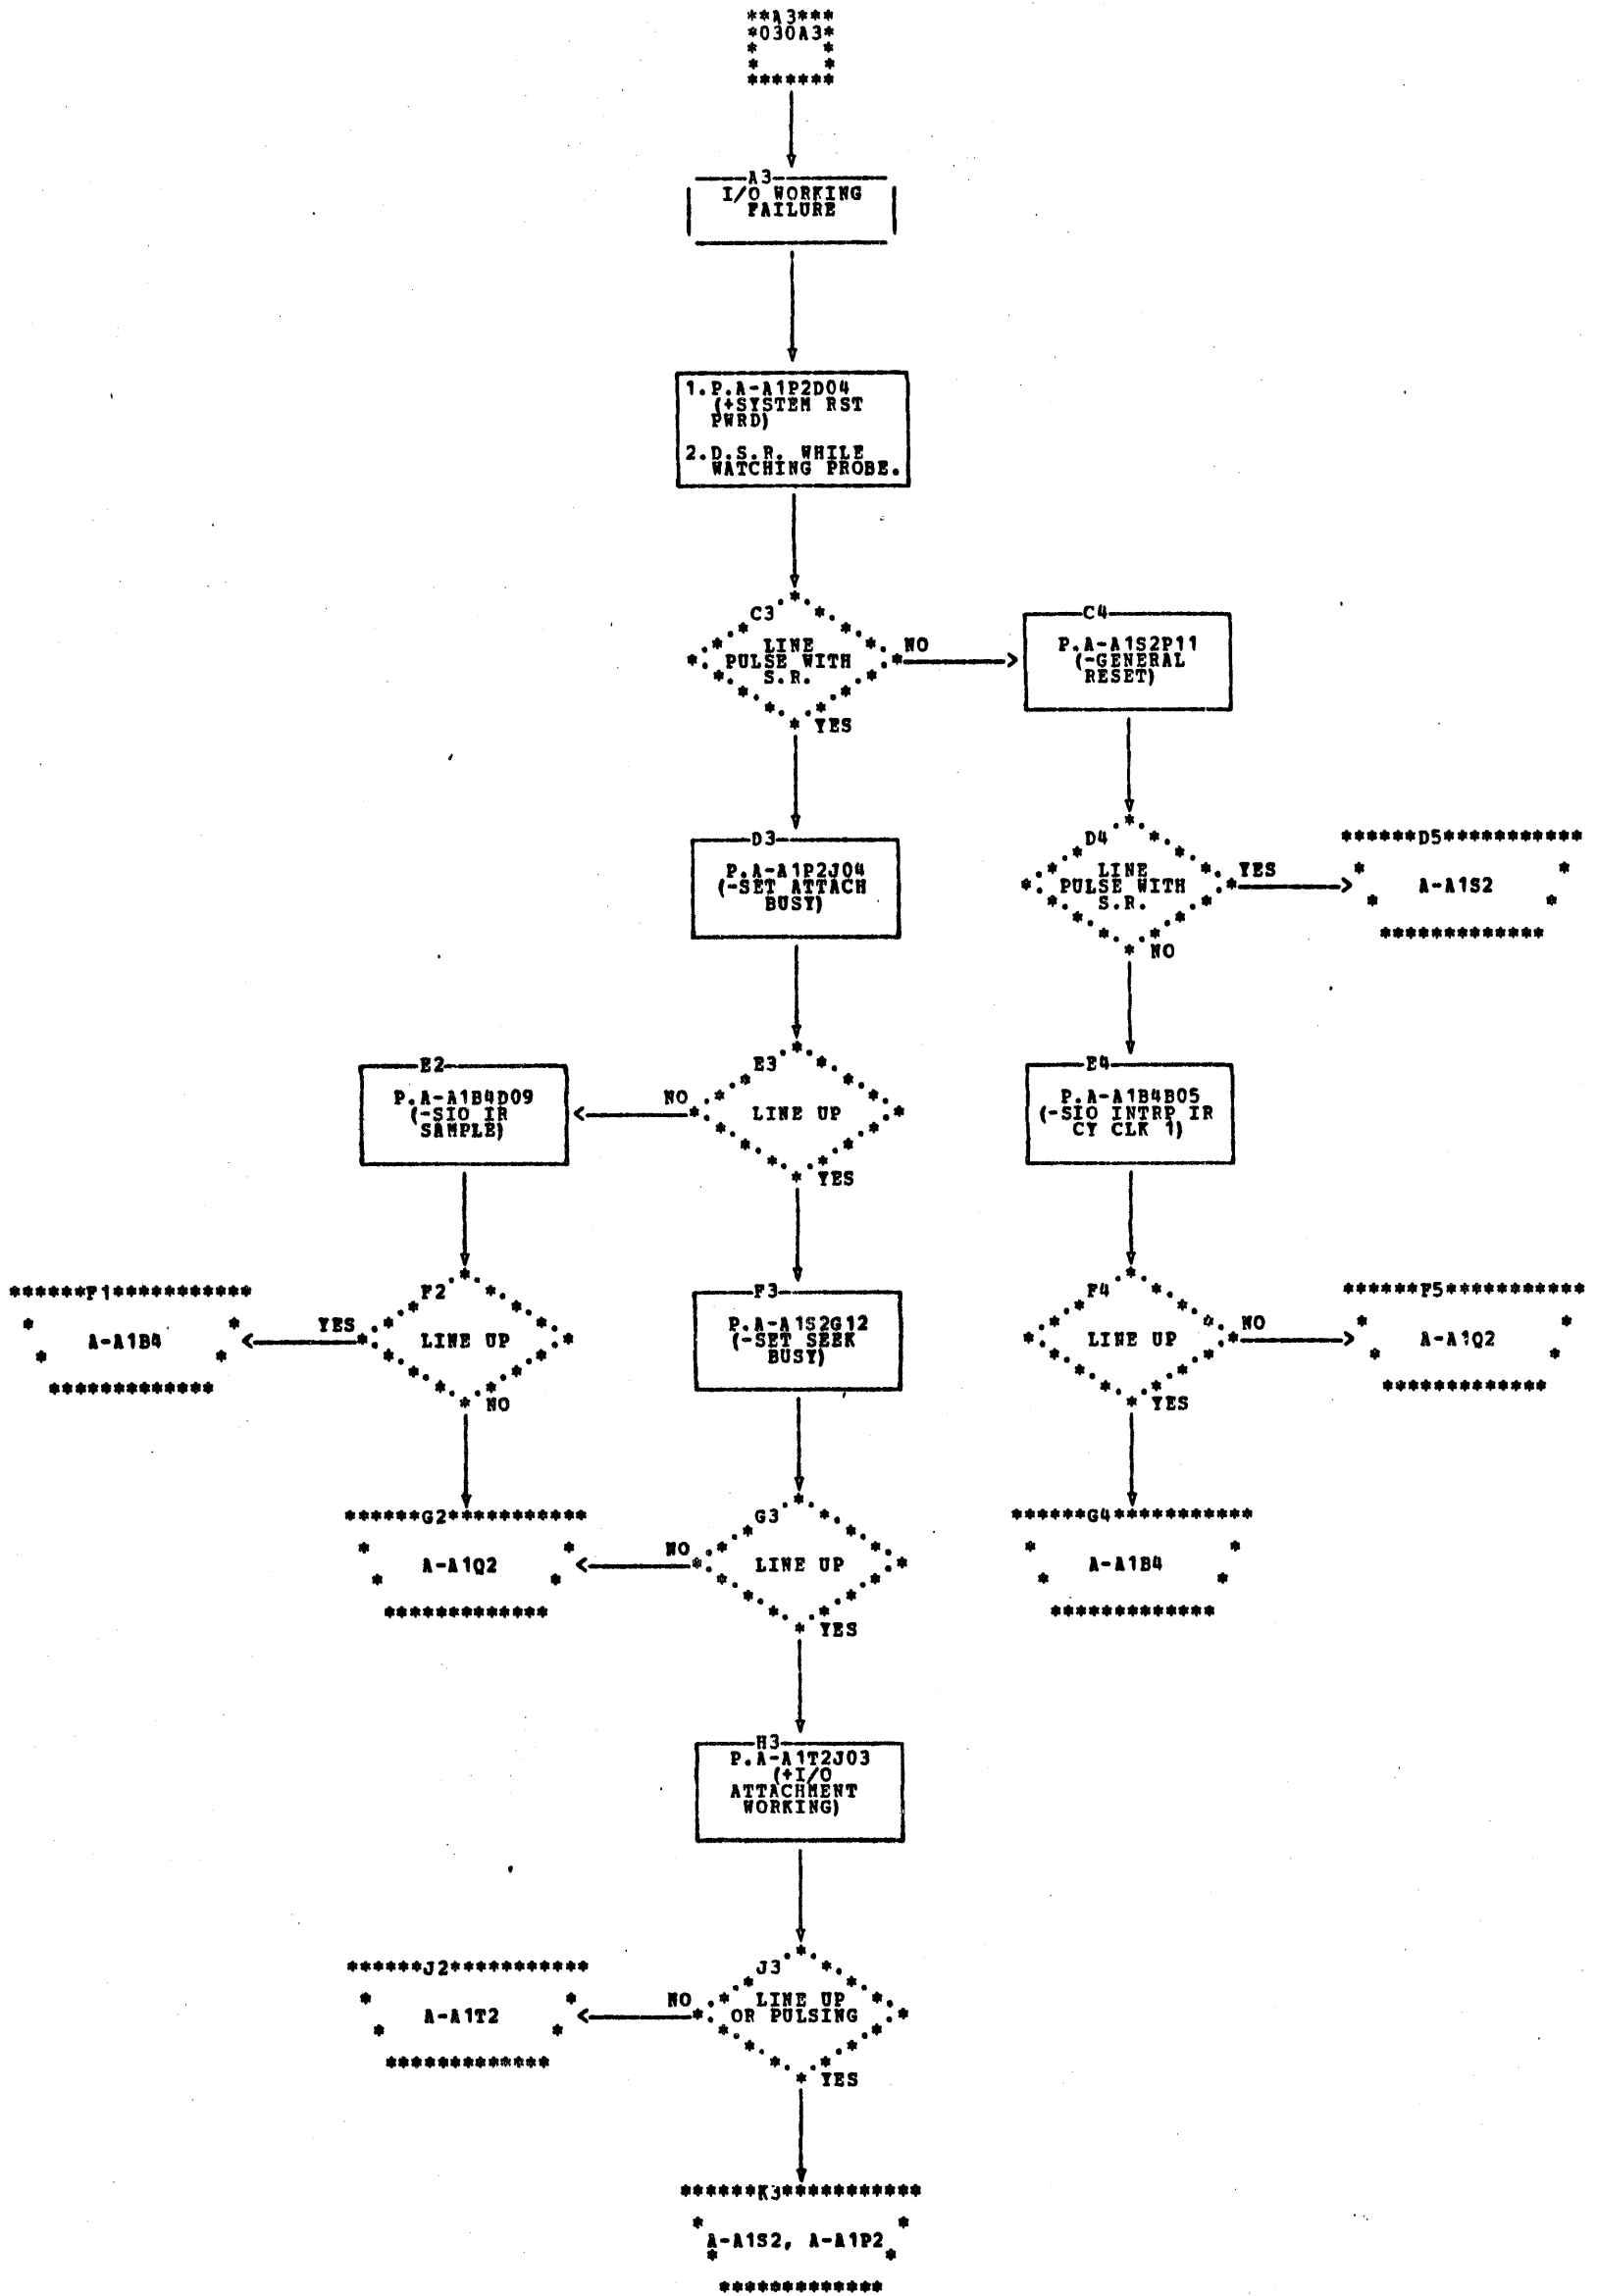 **A3***
*030A3*
* *
* *
*******
A3
I/O WORKING
FAILURE
1.P.A-A1P2D04
(+SYSTEM RST
PWRD)
2.D.S.R. WHILE
WATCHING PROBE.
C3
LINE
PULSE WITH
S.R.
NO
YES
C4
P.A-A1S2P11
(-GENERAL
RESET)
D3
P.A-A1P2J04
(-SET ATTACH
BUSY)
D4
LINE
PULSE WITH
S.R.
YES
NO
******D5***********
* *
A-A1S2
* *
*************
E2
P.A-A1B4D09
(-SIO IR
SAMPLE)
E3
NO
LINE UP
YES
E4
P.A-A1B4B05
(-SIO INTRP IR
CY CLK 1)
******F1***********
* *
A-A1B4
* *
*************
F2
YES
LINE UP
NO
F3
P.A-A1S2G12
(-SET SEEK
BUSY)
F4
LINE UP
NO
YES
******F5***********
* *
A-A1Q2
* *
*************
******G2***********
* *
A-A1Q2
* *
*************
G3
NO
LINE UP
YES
******G4***********
* *
A-A1B4
* *
*************
H3
P.A-A1T2J03
(+I/O
ATTACHMENT
WORKING)
******J2***********
* *
A-A1T2
* *
*************
J3
NO
LINE UP
OR PULSING
YES
******K3***********
* *
A-A1S2, A-A1P2
* *
*************